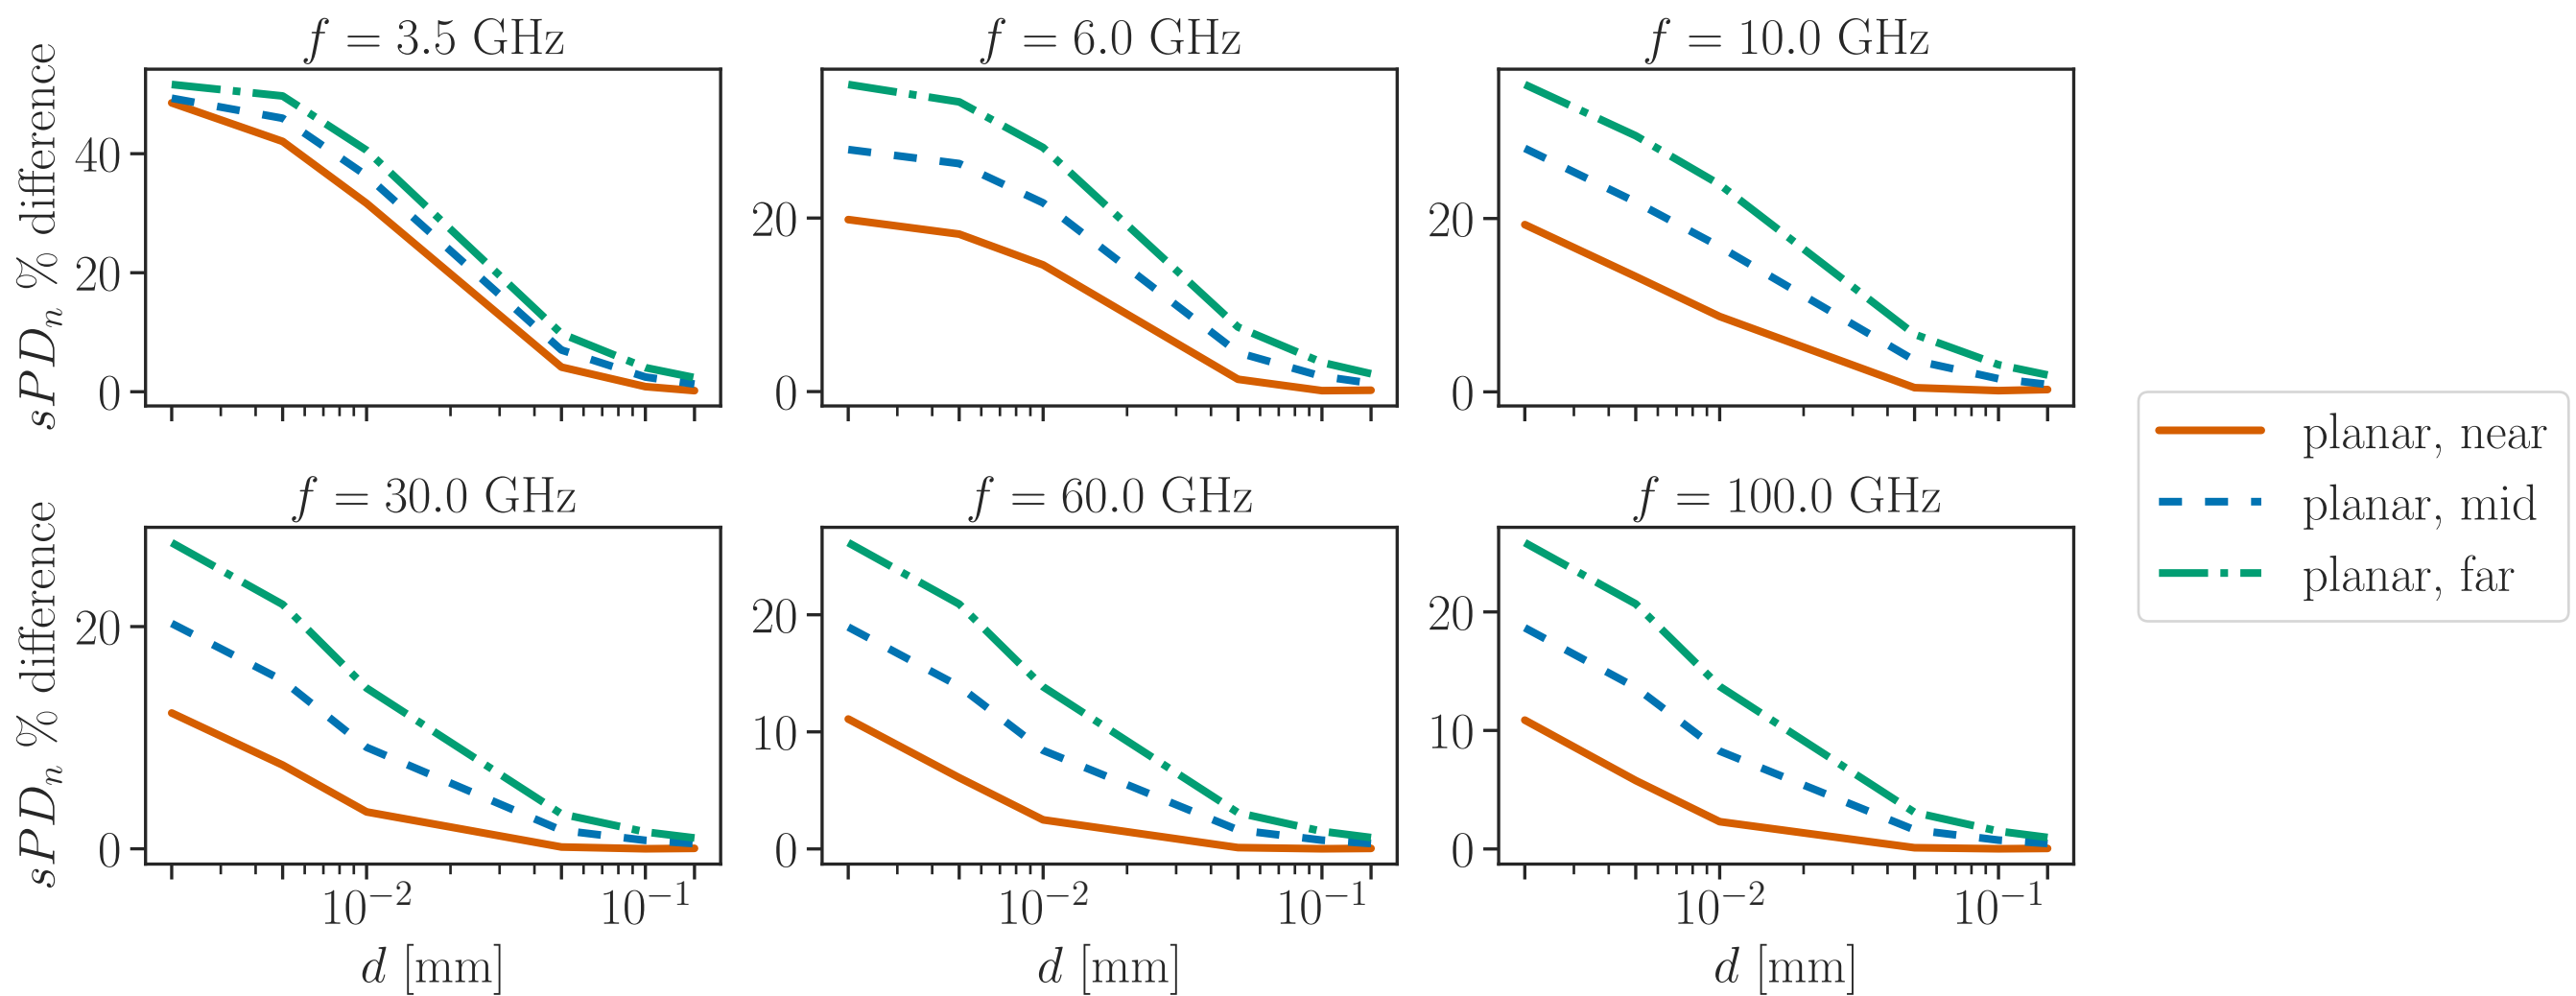 f = 3.5 GHz
f = 6.0 GHz
f = 10.0 GHz
sPD_n % difference
40
20
0
20
0
20
0
f = 30.0 GHz
f = 60.0 GHz
f = 100.0 GHz
sPD_n % difference
20
0
20
10
0
20
10
0
10^{-2} 10^{-1}
10^{-2} 10^{-1}
10^{-2} 10^{-1}
d [mm]
d [mm]
d [mm]
planar, near
planar, mid
planar, far